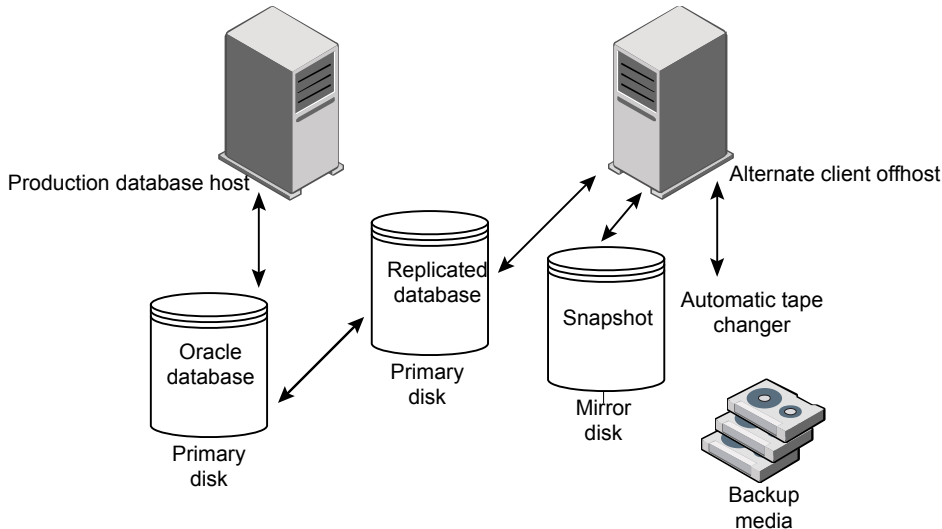 Production database host
Alternate client offhost
Replicated
database
Snapshot
Automatic tape
changer
Oracle
database
Primary
disk
Mirror
disk
Primary
disk
Backup
media